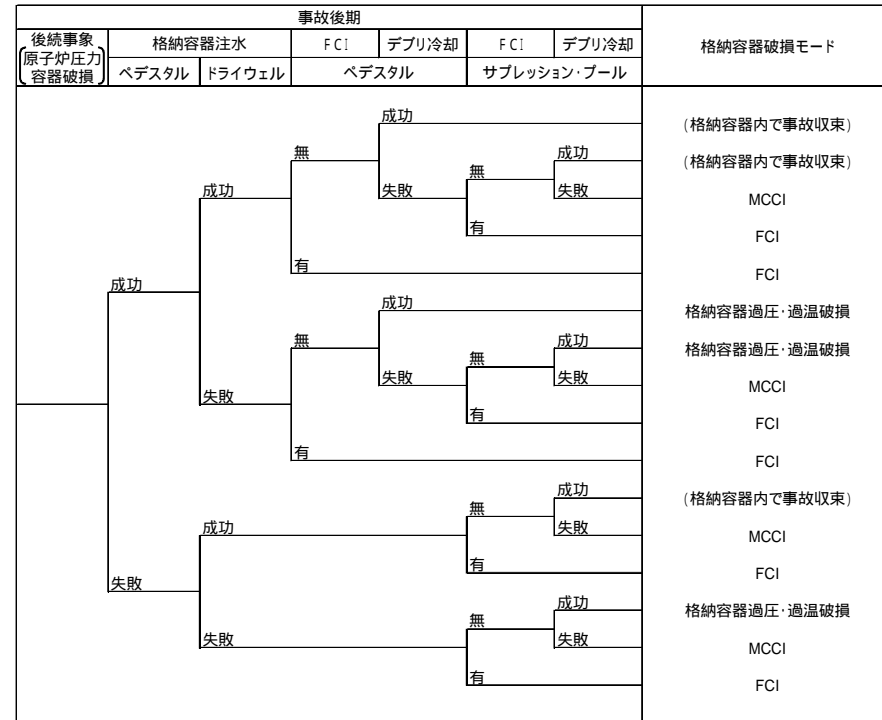 事故後期
後続事象
原子炉圧力
容器破損
格納容器注水
FCI
デブリ冷却
FCI
デブリ冷却
格納容器破損モード
ペデスタル
ドライウェル
ペデスタル
サプレッション・プール
成功
(格納容器内で事故収束)
無
成功
(格納容器内で事故収束)
無
成功
失敗
失敗
MCCI
有
FCI
有
FCI
成功
成功
格納容器過圧・過温破損
無
成功
格納容器過圧・過温破損
無
失敗
失敗
MCCI
失敗
有
FCI
有
FCI
成功
(格納容器内で事故収束)
無
成功
失敗
MCCI
有
FCI
失敗
成功
格納容器過圧・過温破損
無
失敗
失敗
MCCI
有
FCI